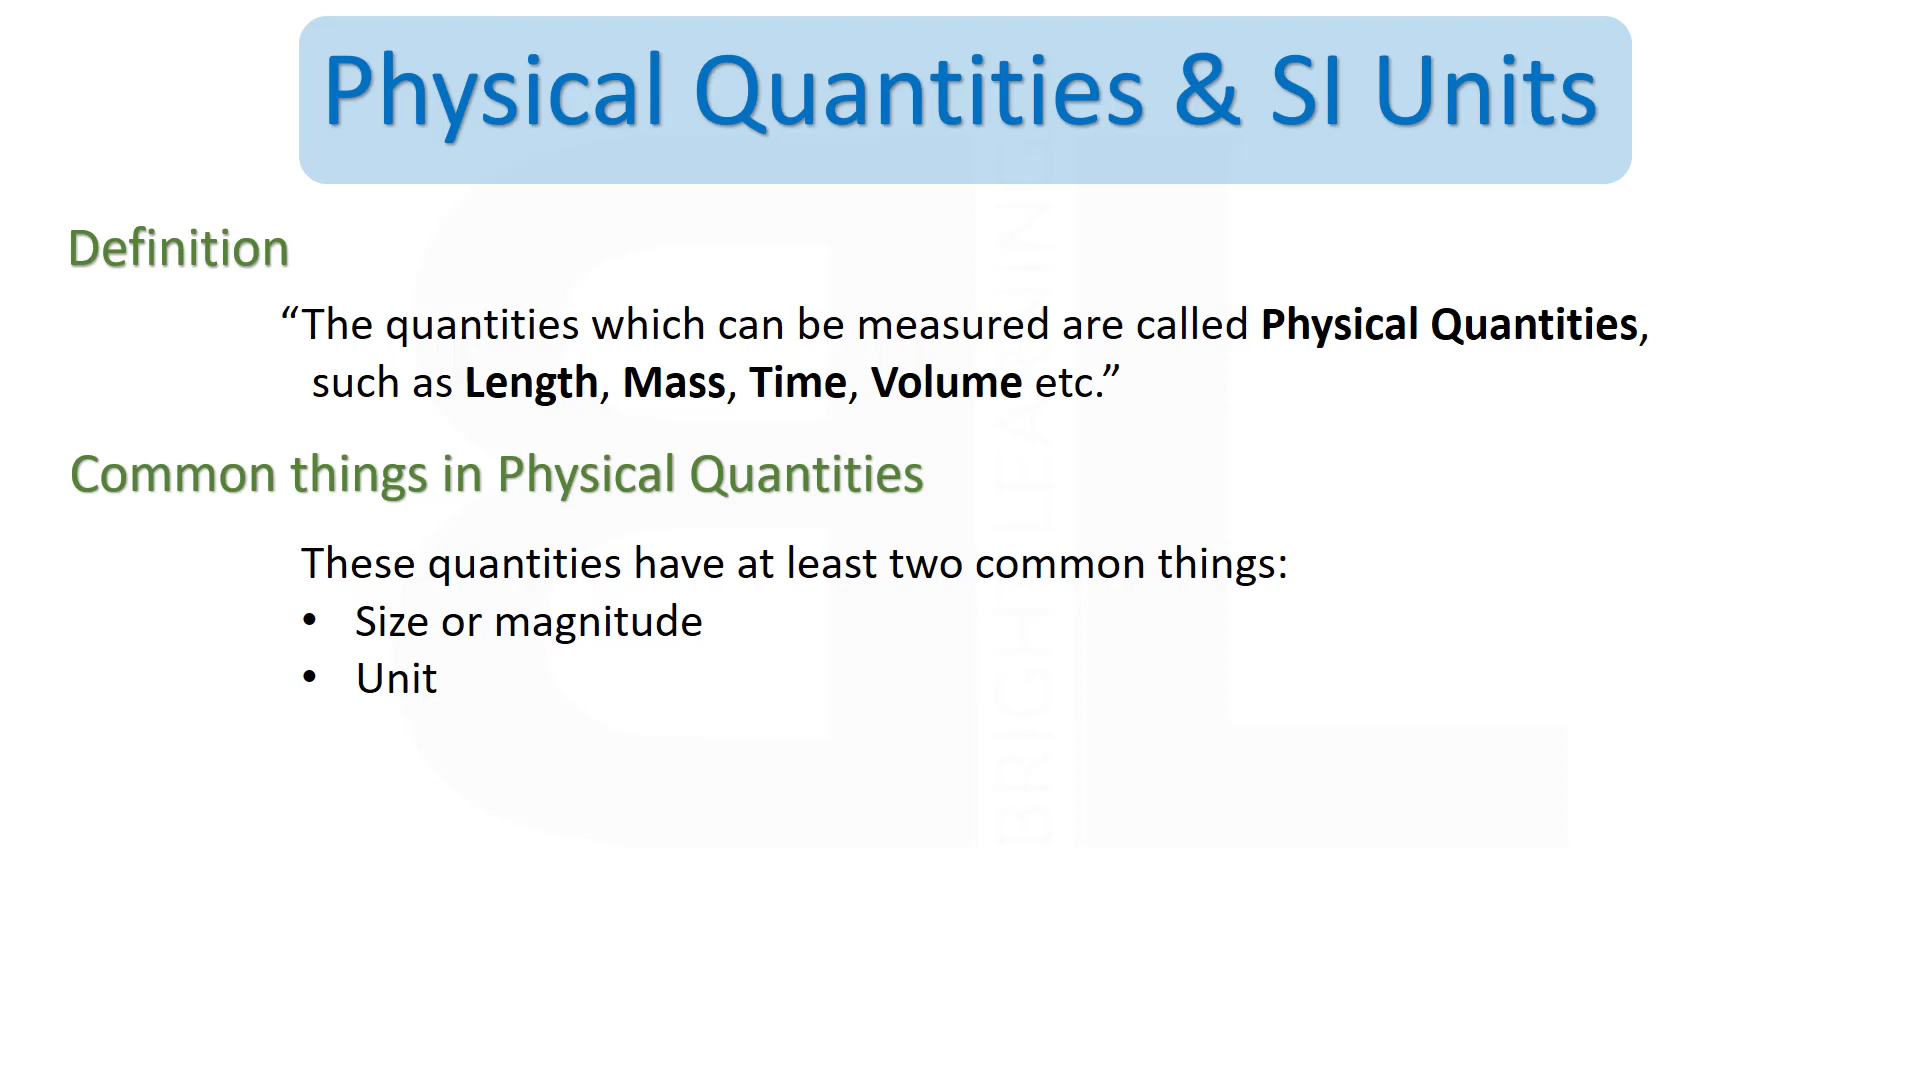 Physical Quantities & SI Units
Definition
“The quantities which can be measured are called Physical Quantities,
such as Length, Mass, Time, Volume etc.”
Common things in Physical Quantities
These quantities have at least two common things:
• Size or magnitude
• Unit
BRIGHT LEARNING